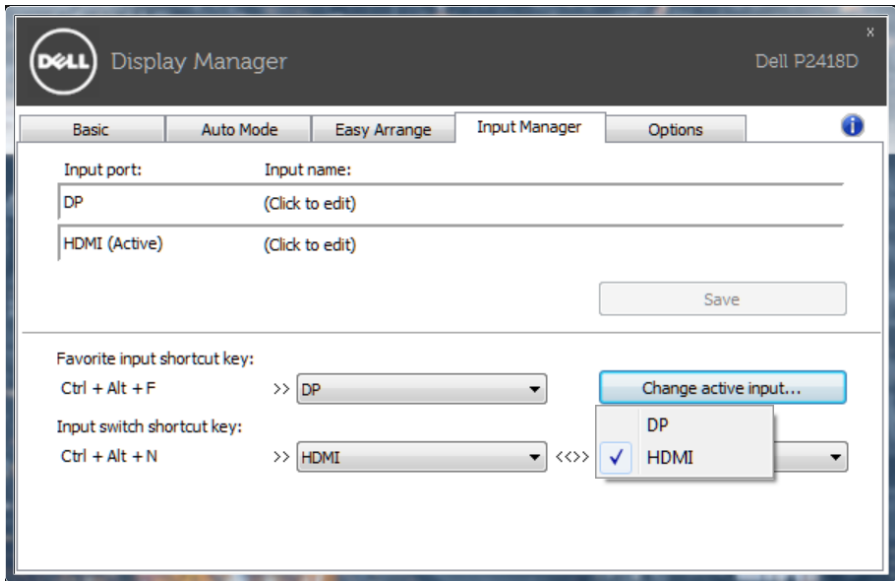 x
DELL Display Manager Dell P2418D
Basic Auto Mode Easy Arrange Input Manager Options i
Input port: Input name:
DP (Click to edit)
HDMI (Active) (Click to edit)
Save
Favorite input shortcut key:
Ctrl + Alt + F >> DP Change active input...
Input switch shortcut key:
DP
Ctrl + Alt + N >> HDMI <<>> HDMI